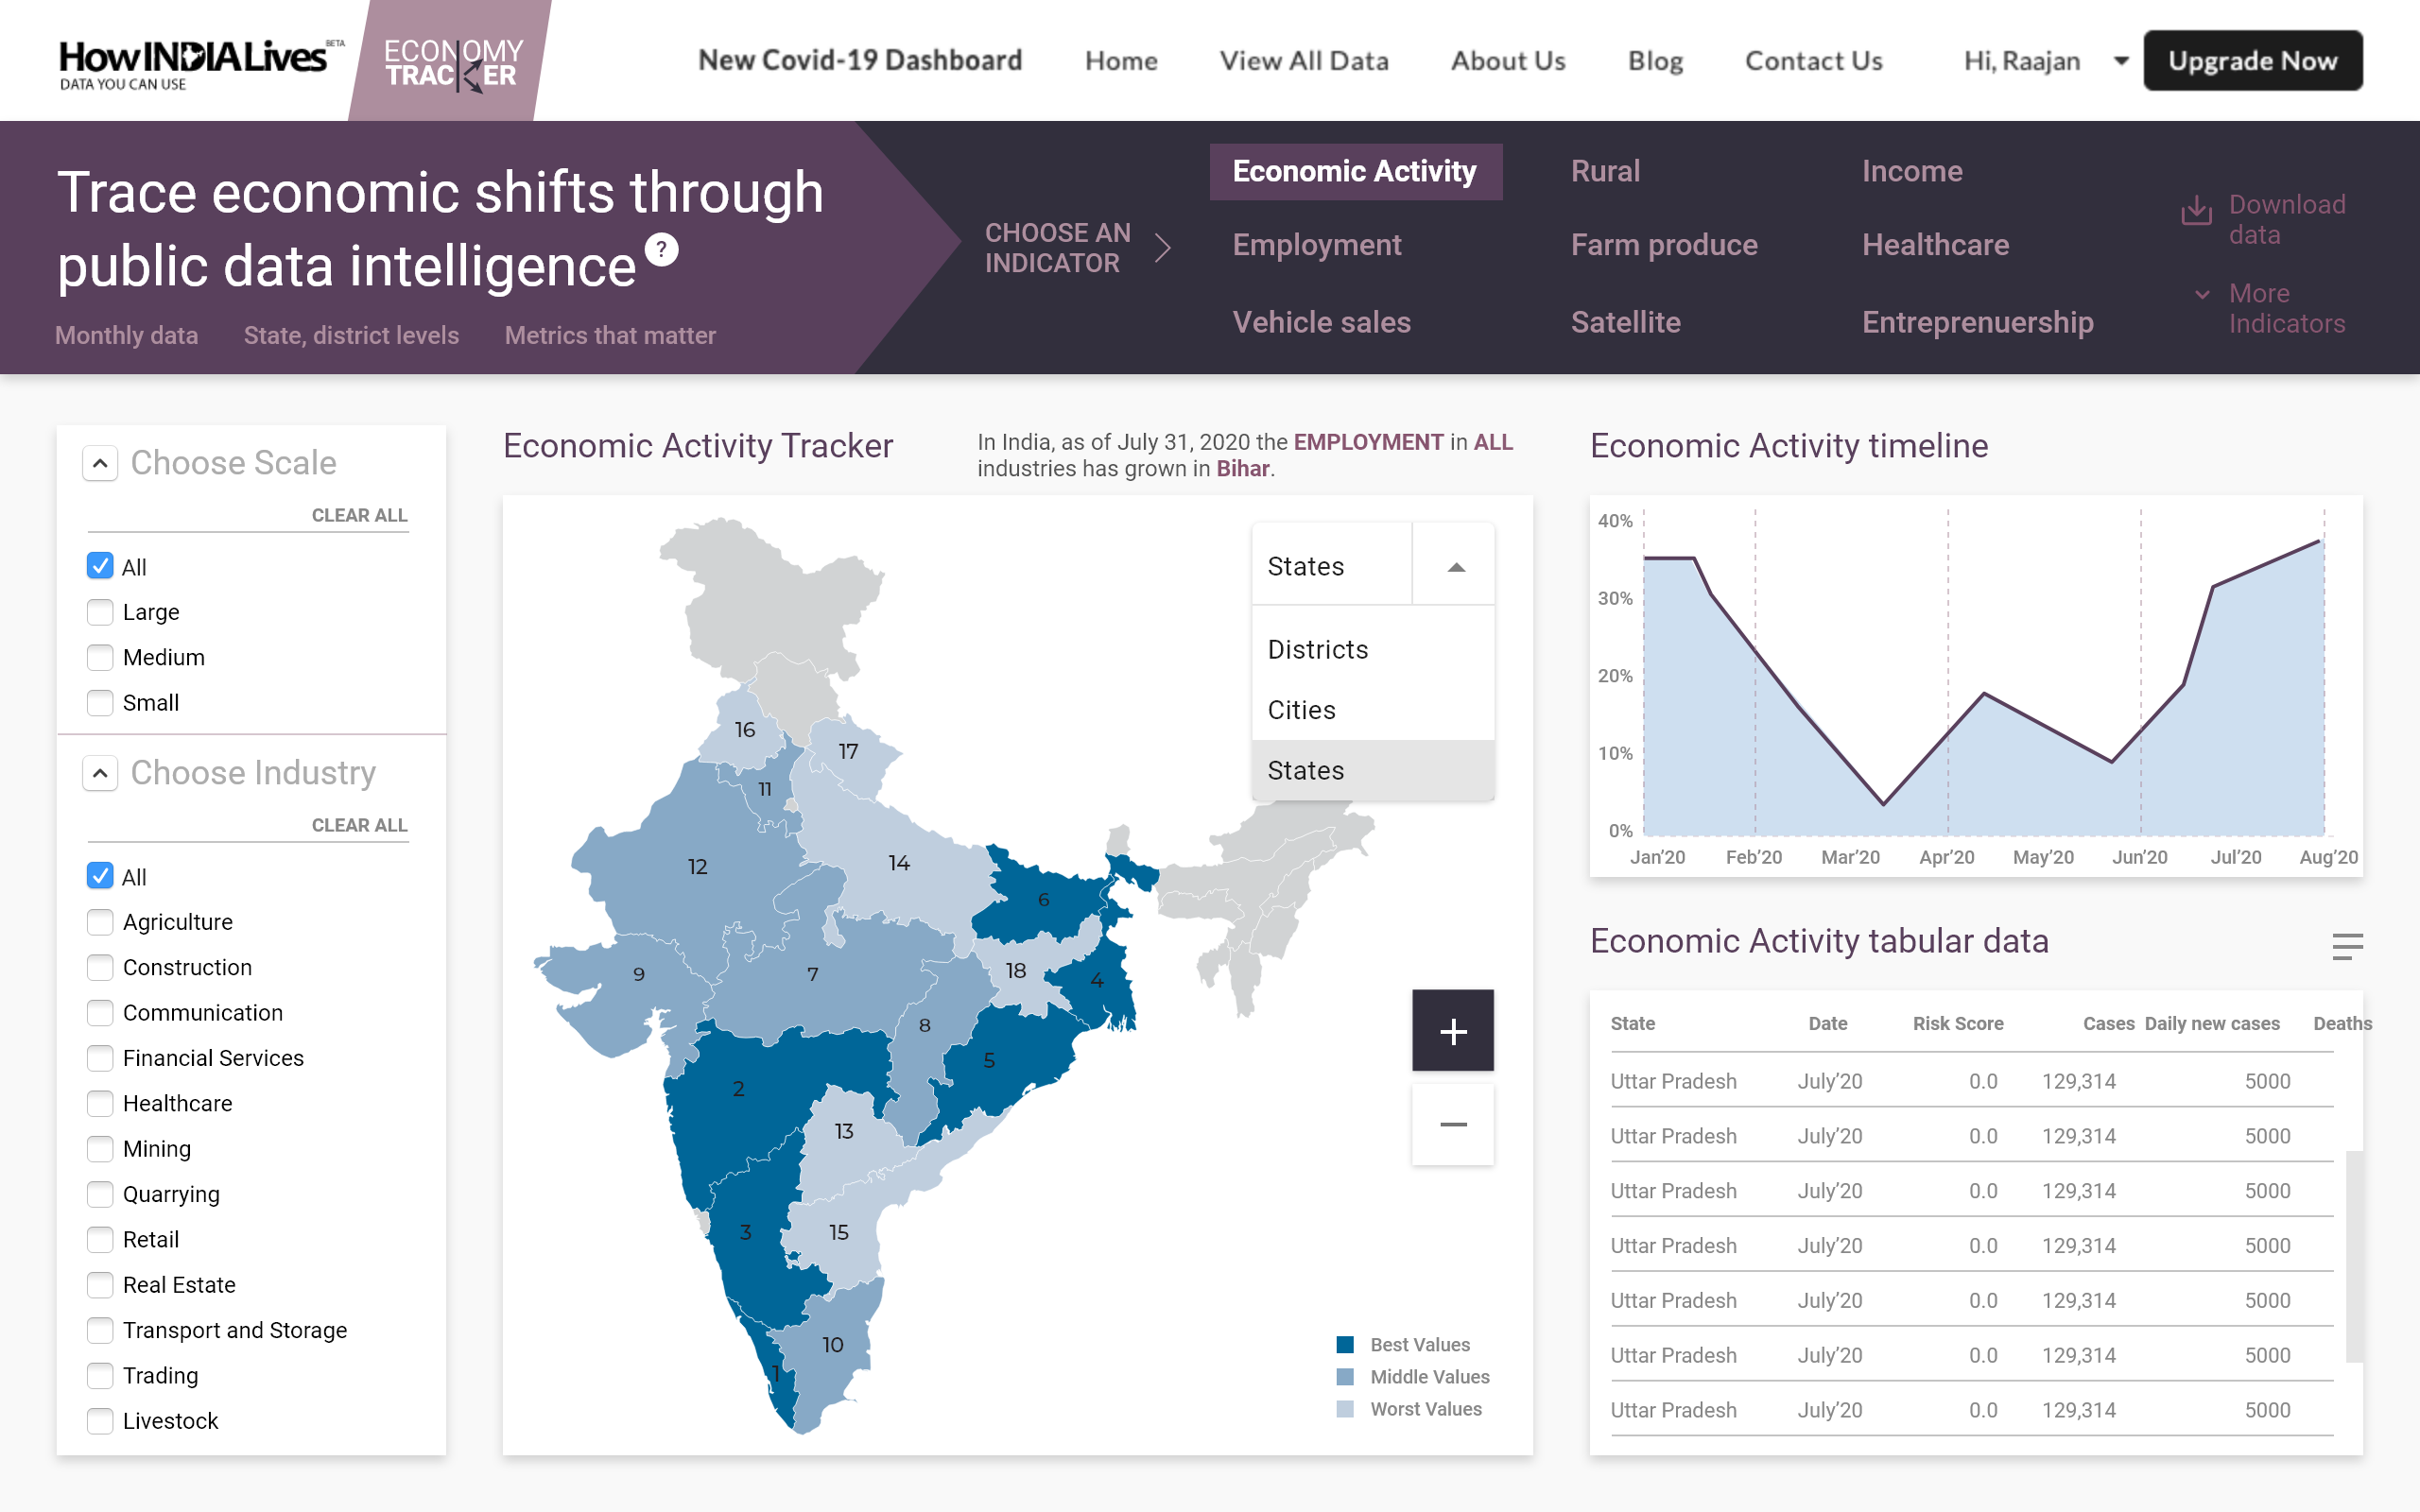 HowINDIALives BETA
DATA YOU CAN USE
ECONOMY
TRACKER
New Covid-19 Dashboard
Home
View All Data
About Us
Blog
Contact Us
Hi, Raajan
Upgrade Now
Trace economic shifts through
public data intelligence ?
Monthly data
State, district levels
Metrics that matter
CHOOSE AN
INDICATOR
Economic Activity
Rural
Income
Employment
Farm produce
Healthcare
Vehicle sales
Satellite
Entreprenuership
Download
data
More
Indicators
Choose Scale
CLEAR ALL
All
Large
Medium
Small
Choose Industry
CLEAR ALL
All
Agriculture
Construction
Communication
Financial Services
Healthcare
Mining
Quarrying
Retail
Real Estate
Transport and Storage
Trading
Livestock
Economic Activity Tracker
In India, as of July 31, 2020 the EMPLOYMENT in ALL
industries has grown in Bihar.
States
Districts
Cities
States
16
17
11
12
14
6
9
7
18
4
8
5
2
13
3
15
10
1
+
−
Best Values
Middle Values
Worst Values
Economic Activity timeline
40%
30%
20%
10%
0%
Jan’20 Feb’20 Mar’20 Apr’20 May’20 Jun’20 Jul’20 Aug’20
Economic Activity tabular data
State Date Risk Score Cases Daily new cases Deaths
Uttar Pradesh July’20 0.0 129,314 5000
Uttar Pradesh July’20 0.0 129,314 5000
Uttar Pradesh July’20 0.0 129,314 5000
Uttar Pradesh July’20 0.0 129,314 5000
Uttar Pradesh July’20 0.0 129,314 5000
Uttar Pradesh July’20 0.0 129,314 5000
Uttar Pradesh July’20 0.0 129,314 5000